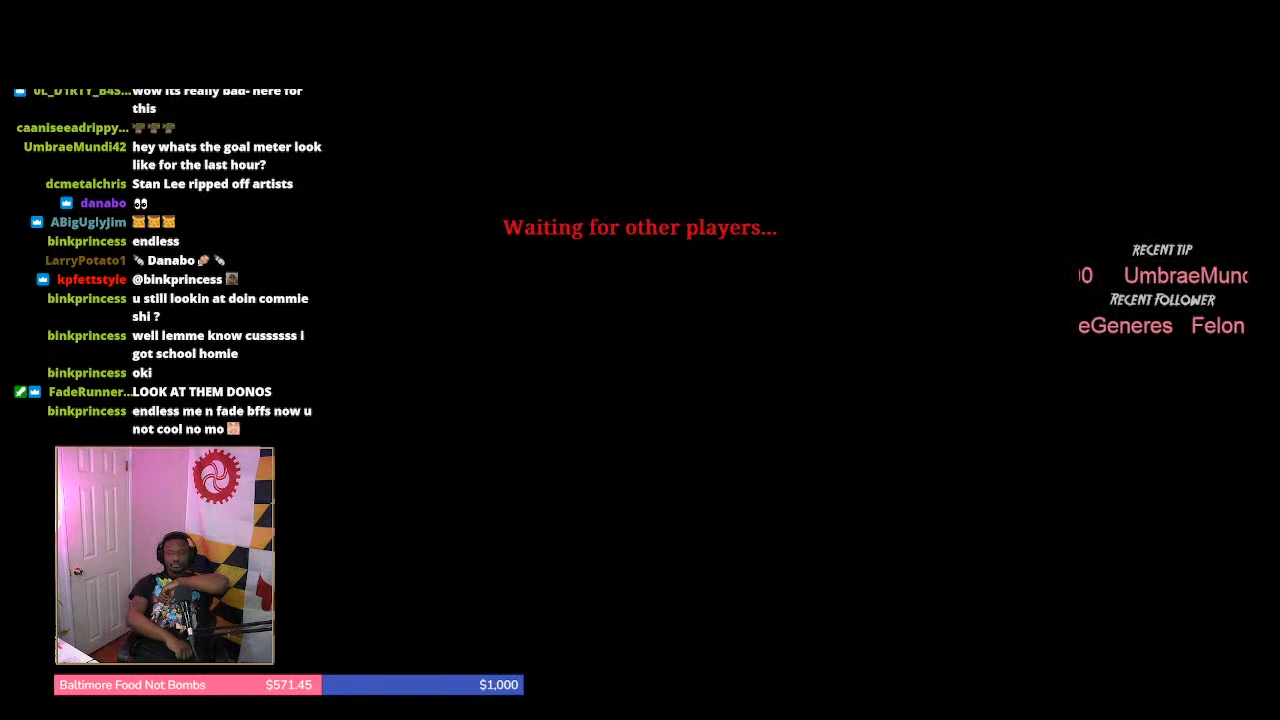 wow its really bad- here for
this
caaniseeadrippy...
UmbraeMundi42 hey whats the goal meter look
like for the last hour?
dcmetalchris Stan Lee ripped off artists
danabo
ABigUglyJim
binkprincess endless
LarryPotato1 Danabo
kpfettstyle @binkprincess
binkprincess u still lookin at doin commie
shi ?
binkprincess well lemme know cusssss i
got school homie
binkprincess oki
FadeRunner... LOOK AT THEM DONOS
binkprincess endless me n fade bffs now u
not cool no mo
Waiting for other players...
RECENT TIP
UmbraeMund
RECENT FOLLOWER
eGeneres Felon
Baltimore Food Not Bombs $571.45 $1,000